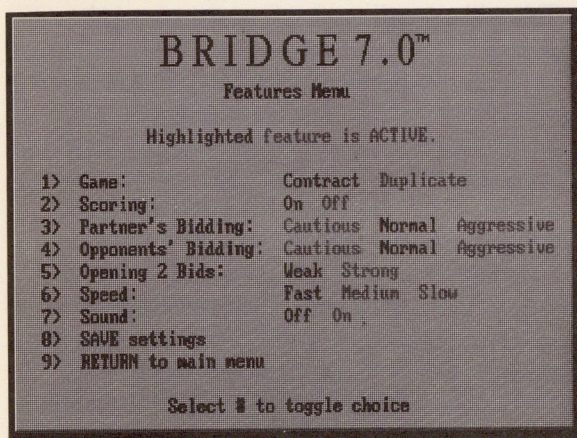 BRIDGE 7.0™
Features Menu
Highlighted feature is ACTIVE.
1> Game: Contract Duplicate
2> Scoring: On Off
3> Partner's Bidding: Cautious Normal Aggressive
4> Opponents' Bidding: Cautious Normal Aggressive
5> Opening 2 Bids: Weak Strong
6> Speed: Fast Medium Slow
7> Sound: Off On
8> SAVE settings
9> RETURN to main menu
Select # to toggle choice